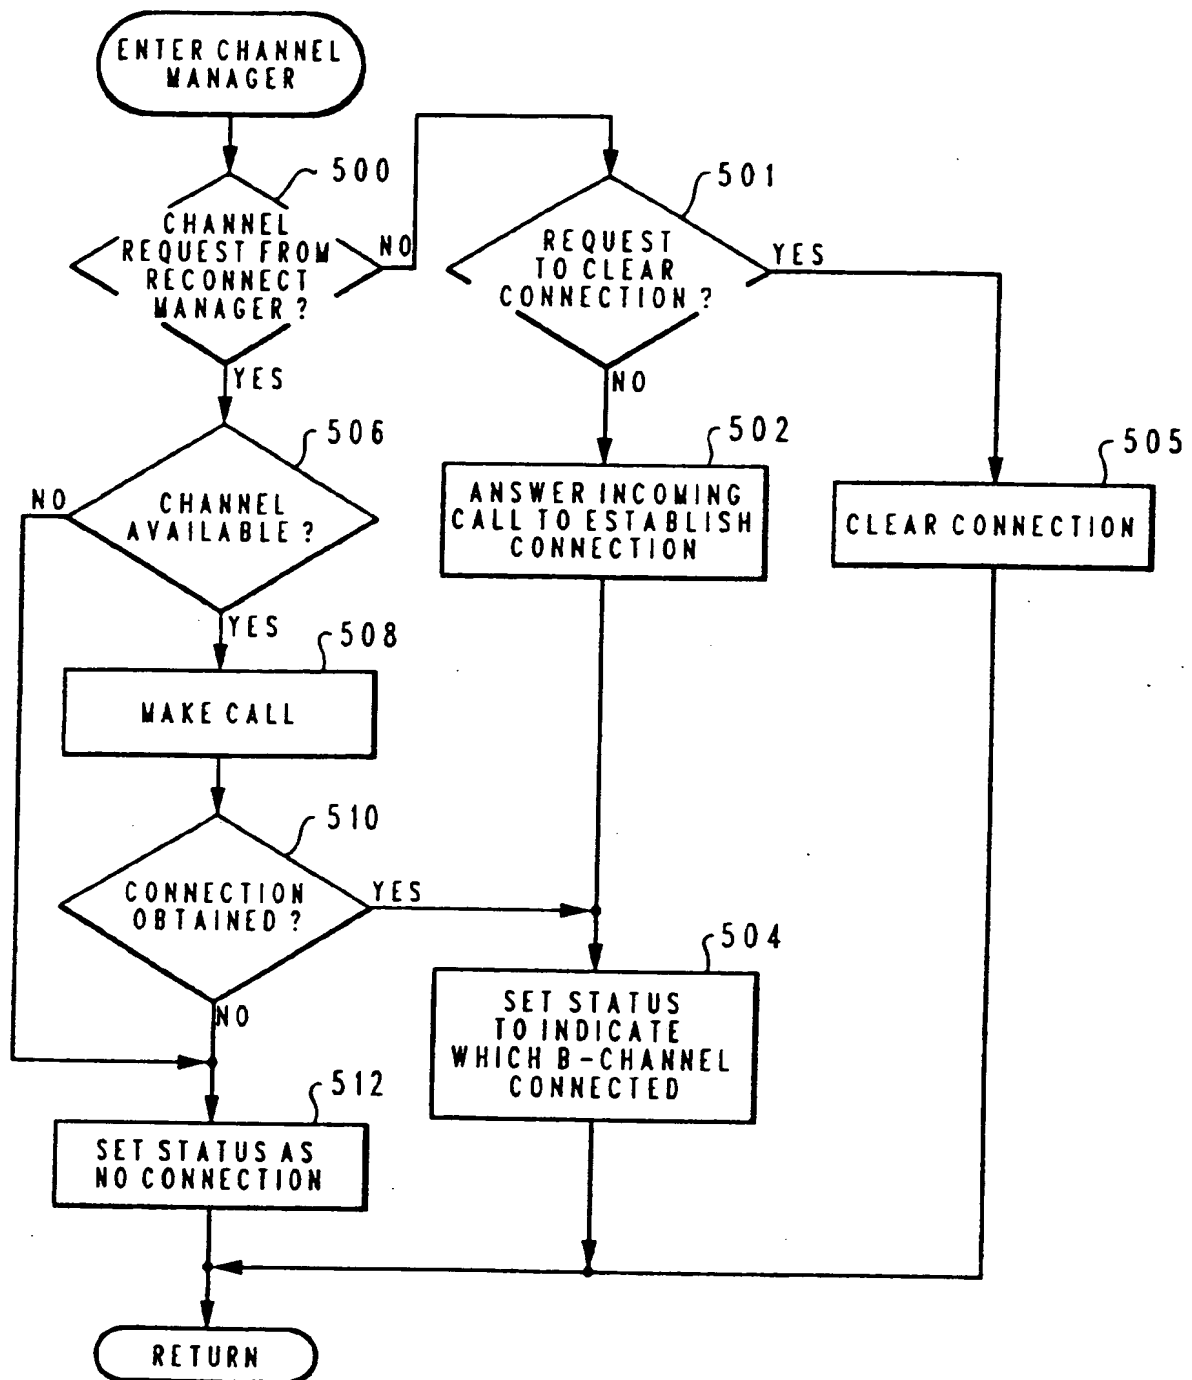 ENTER CHANNEL
MANAGER
500
CHANNEL
REQUEST FROM
RECONNECT
MANAGER ?
NO
YES
501
REQUEST
TO CLEAR
CONNECTION ?
YES
NO
506
CHANNEL
AVAILABLE ?
NO
YES
502
ANSWER INCOMING
CALL TO ESTABLISH
CONNECTION
505
CLEAR CONNECTION
508
MAKE CALL
510
CONNECTION
OBTAINED ?
YES
NO
504
SET STATUS
TO INDICATE
WHICH B-CHANNEL
CONNECTED
512
SET STATUS AS
NO CONNECTION
RETURN